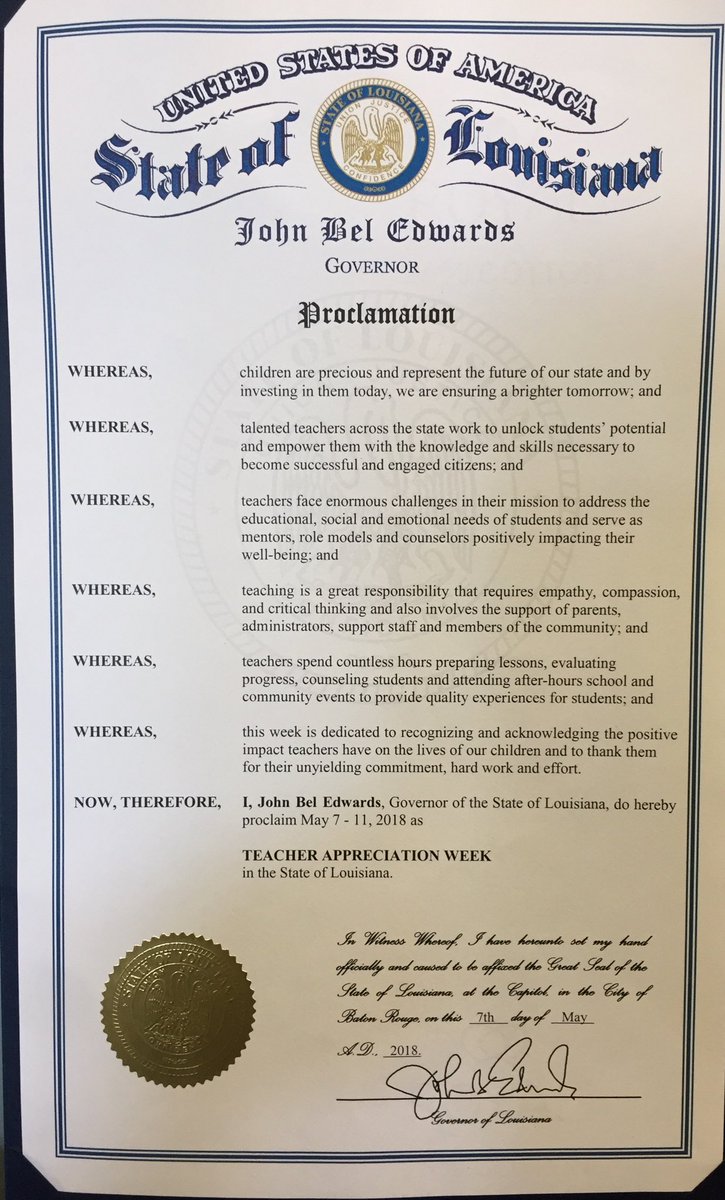 UNITED STATES OF AMERICA
State of Louisiana
STATE OF LOUISIANA
UNION JUSTICE
CONFIDENCE
John Bel Edwards
GOVERNOR
Proclamation
WHEREAS, children are precious and represent the future of our state and by
investing in them today, we are ensuring a brighter tomorrow; and
WHEREAS, talented teachers across the state work to unlock students’ potential
and empower them with the knowledge and skills necessary to
become successful and engaged citizens; and
WHEREAS, teachers face enormous challenges in their mission to address the
educational, social and emotional needs of students and serve as
mentors, role models and counselors positively impacting their
well-being; and
WHEREAS, teaching is a great responsibility that requires empathy, compassion,
and critical thinking and also involves the support of parents,
administrators, support staff and members of the community; and
WHEREAS, teachers spend countless hours preparing lessons, evaluating
progress, counseling students and attending after-hours school and
community events to provide quality experiences for students; and
WHEREAS, this week is dedicated to recognizing and acknowledging the positive
impact teachers have on the lives of our children and to thank them
for their unyielding commitment, hard work and effort.
NOW, THEREFORE, I, John Bel Edwards, Governor of the State of Louisiana, do hereby
proclaim May 7 - 11, 2018 as
TEACHER APPRECIATION WEEK
in the State of Louisiana.
In Witness Whereof, I have hereunto set my hand
officially and caused to be affixed the Great Seal of the
State of Louisiana, at the Capitol, in the City of
Baton Rouge, on this 7th day of May
A.D., 2018.
John Bel Edwards
Governor of Louisiana
STATE OF LOUISIANA